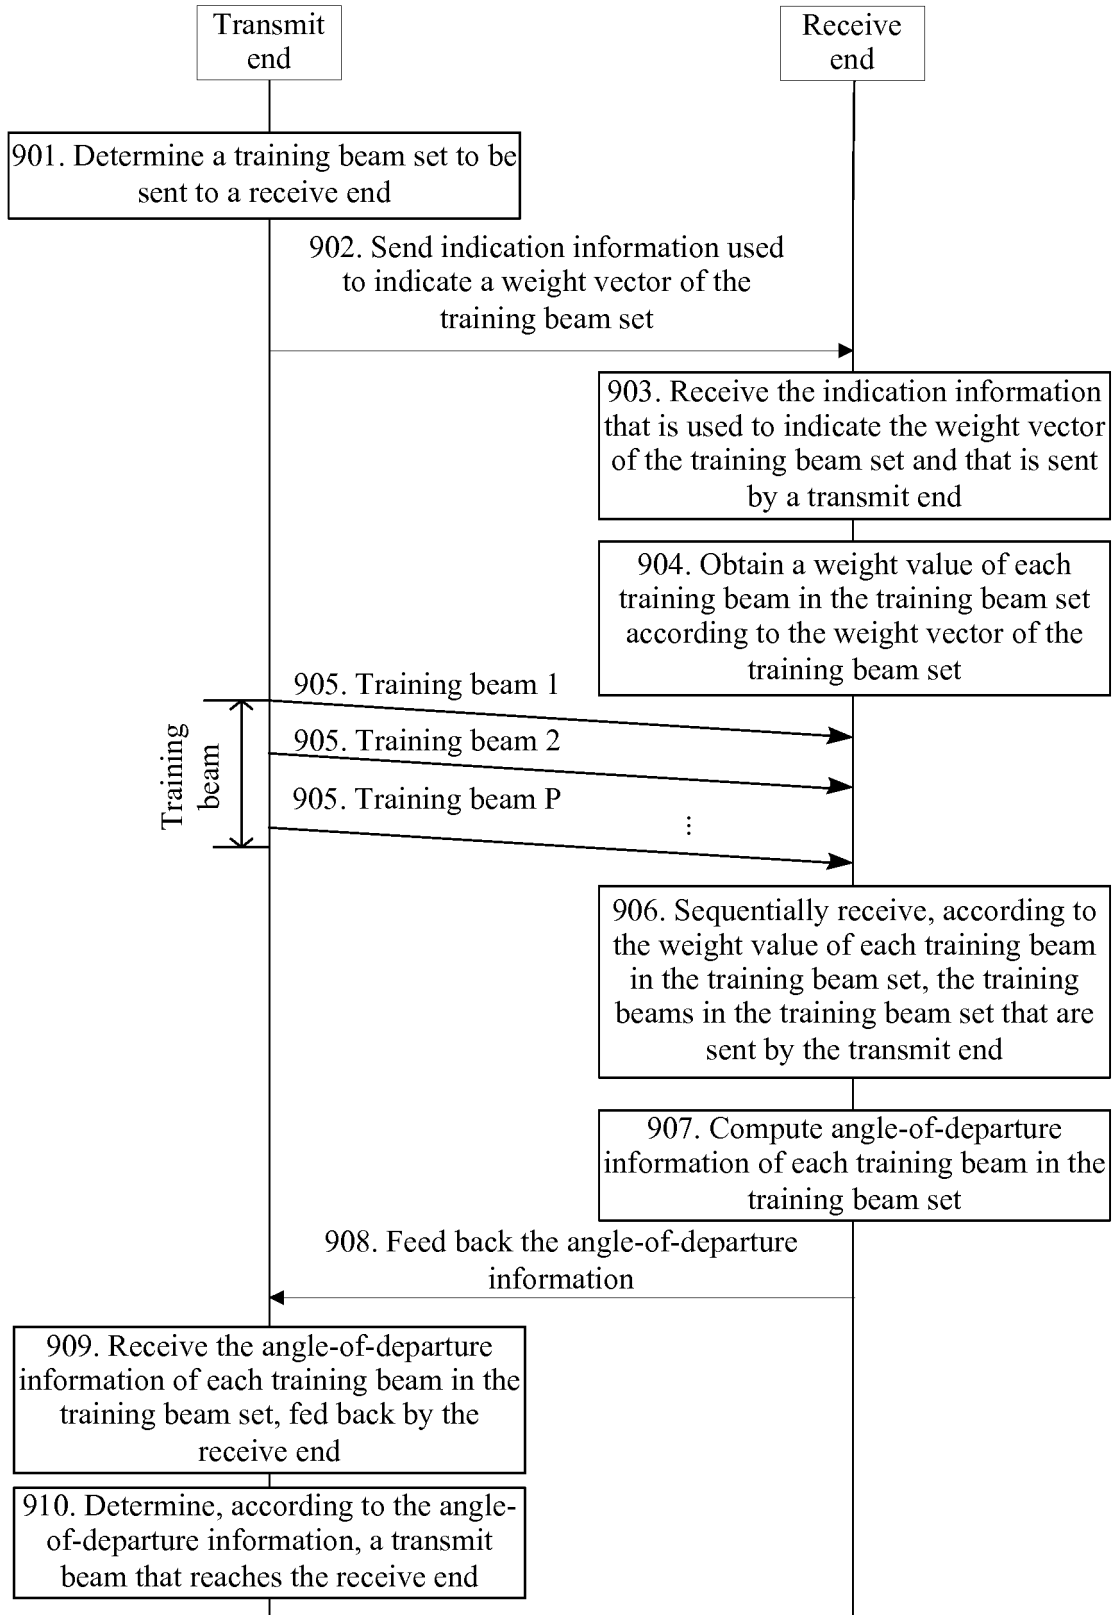 Transmit
end
Receive
end
901. Determine a training beam set to be
sent to a receive end
902. Send indication information used
to indicate a weight vector of the
training beam set
903. Receive the indication information
that is used to indicate the weight vector
of the training beam set and that is sent
by a transmit end
904. Obtain a weight value of each
training beam in the training beam set
according to the weight vector of the
training beam set
905. Training beam 1
905. Training beam 2
905. Training beam P
⋮
Training
beam
906. Sequentially receive, according to
the weight value of each training beam
in the training beam set, the training
beams in the training beam set that are
sent by the transmit end
907. Compute angle-of-departure
information of each training beam in the
training beam set
908. Feed back the angle-of-departure
information
909. Receive the angle-of-departure
information of each training beam in the
training beam set, fed back by the
receive end
910. Determine, according to the angle-
of-departure information, a transmit
beam that reaches the receive end